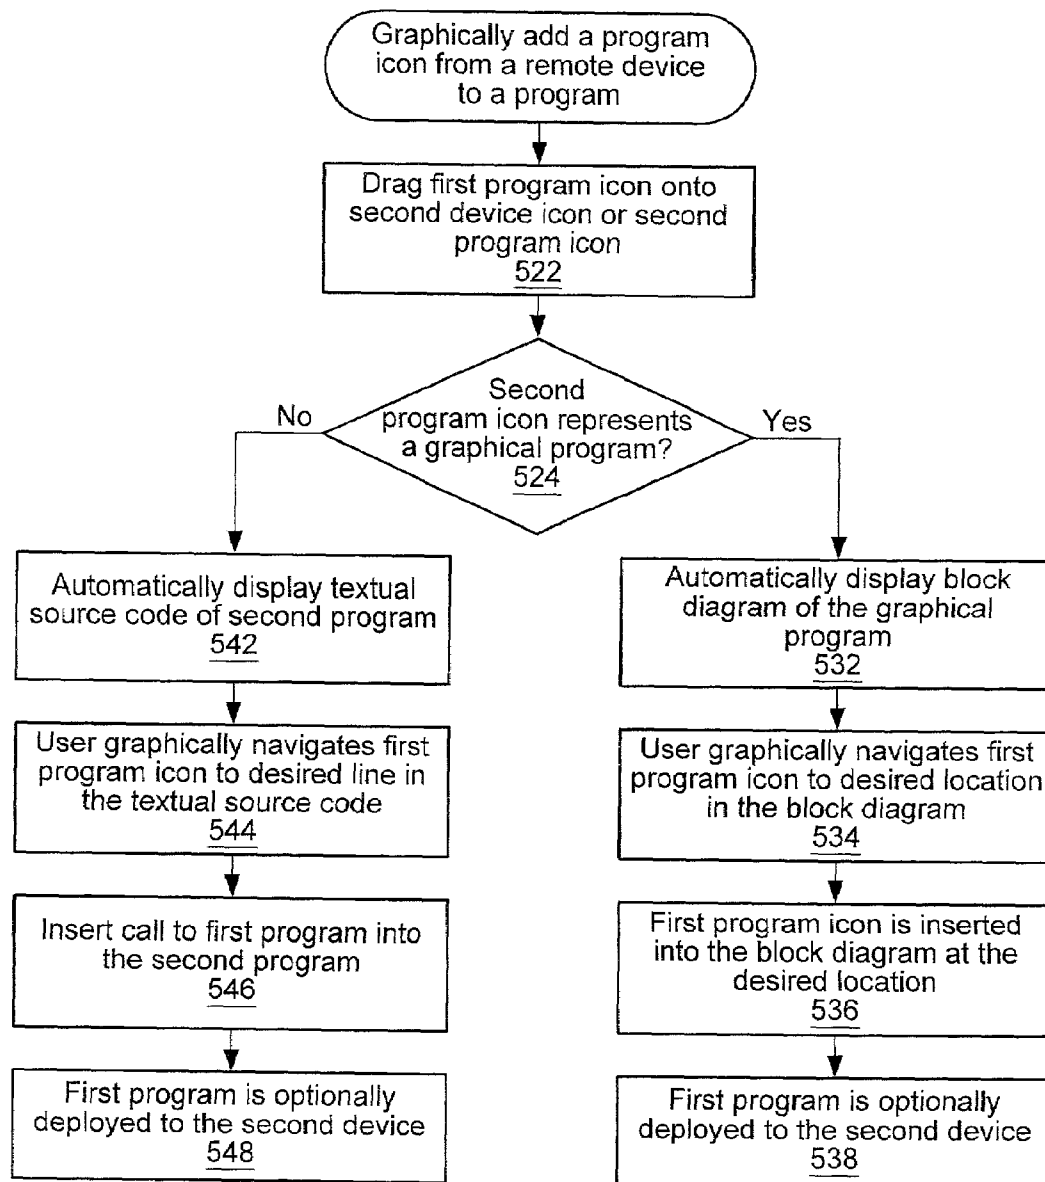 Graphically add a program
icon from a remote device
to a program
Drag first program icon onto
second device icon or second
program icon
522
Second
program icon represents
a graphical program?
524
No
Yes
Automatically display textual
source code of second program
542
User graphically navigates first
program icon to desired line in
the textual source code
544
Insert call to first program into
the second program
546
First program is optionally
deployed to the second device
548
Automatically display block
diagram of the graphical
program
532
User graphically navigates first
program icon to desired location
in the block diagram
534
First program icon is inserted
into the block diagram at the
desired location
536
First program is optionally
deployed to the second device
538